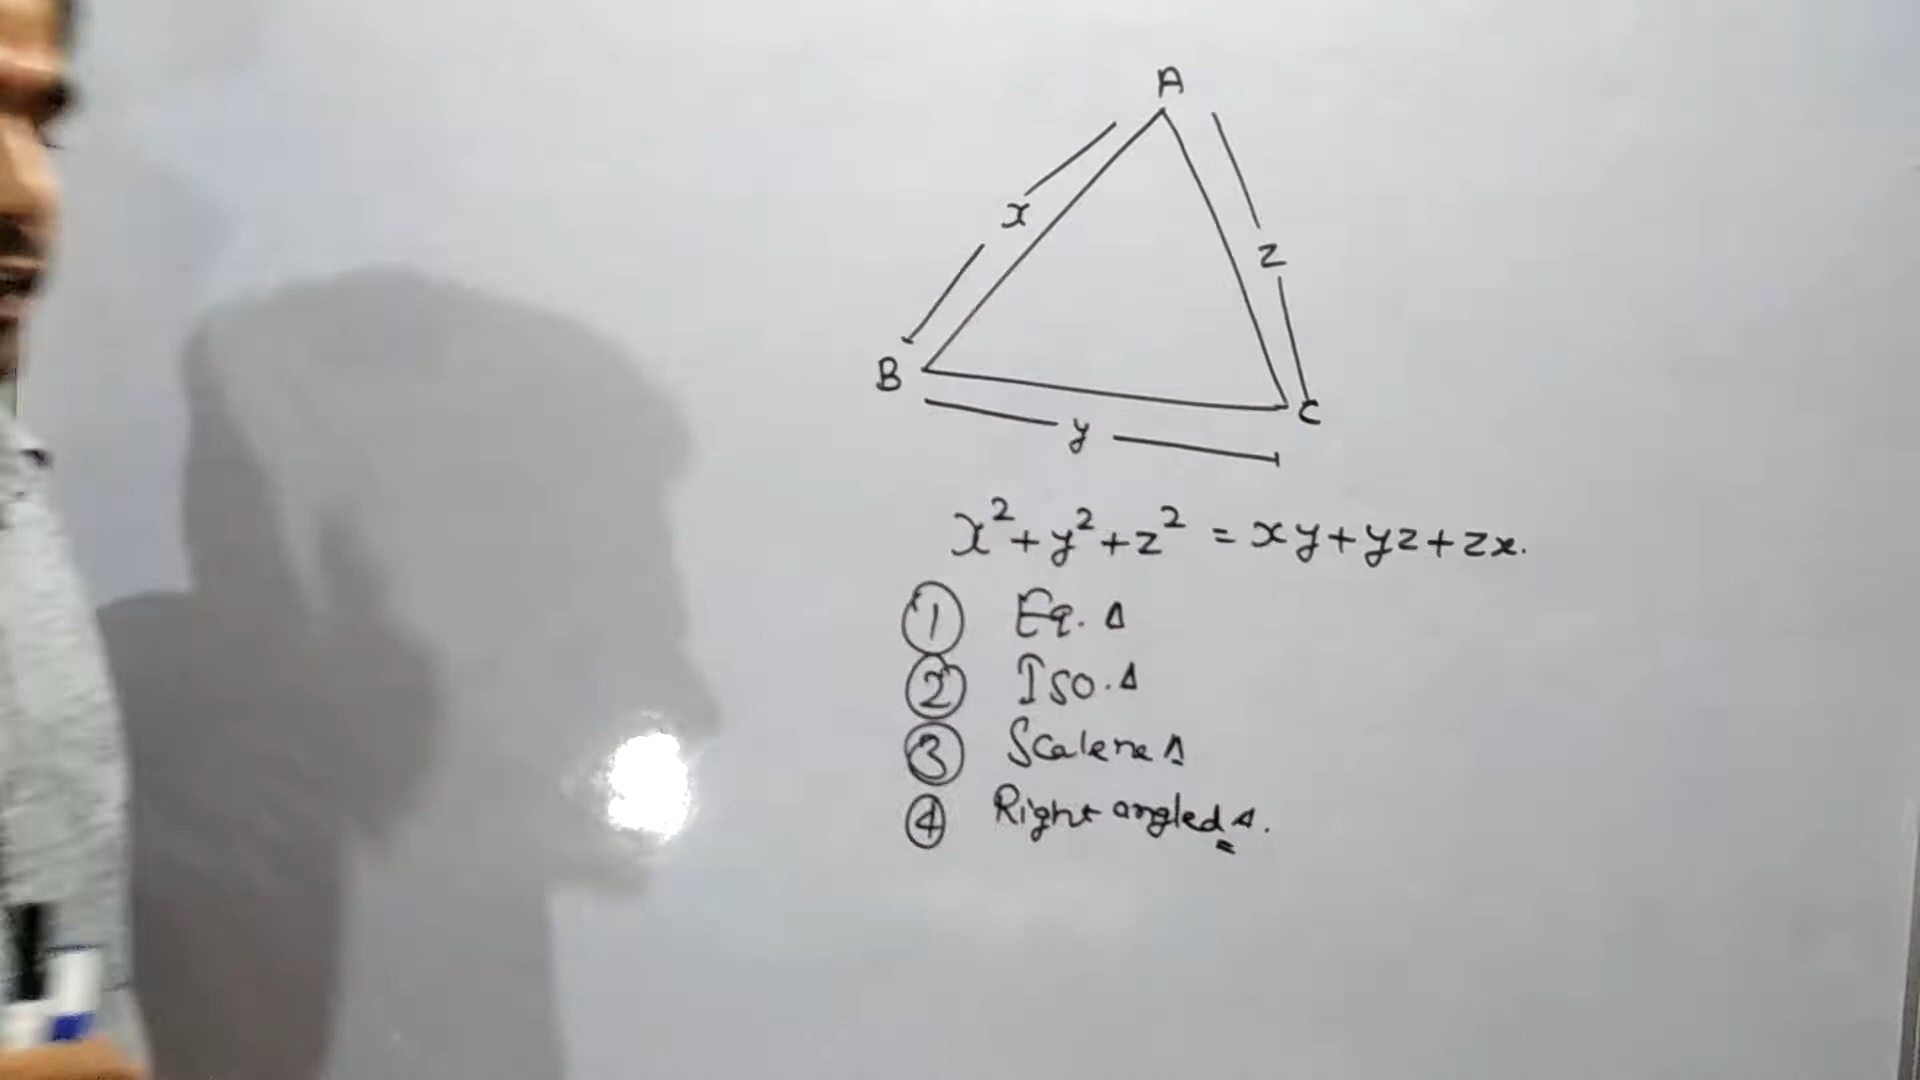 A
x
z
B
C
y
x²+y²+z² = xy+yz+zx.
① Eq. Δ
② Iso. Δ
③ Scalene Δ
④ Right angled Δ.